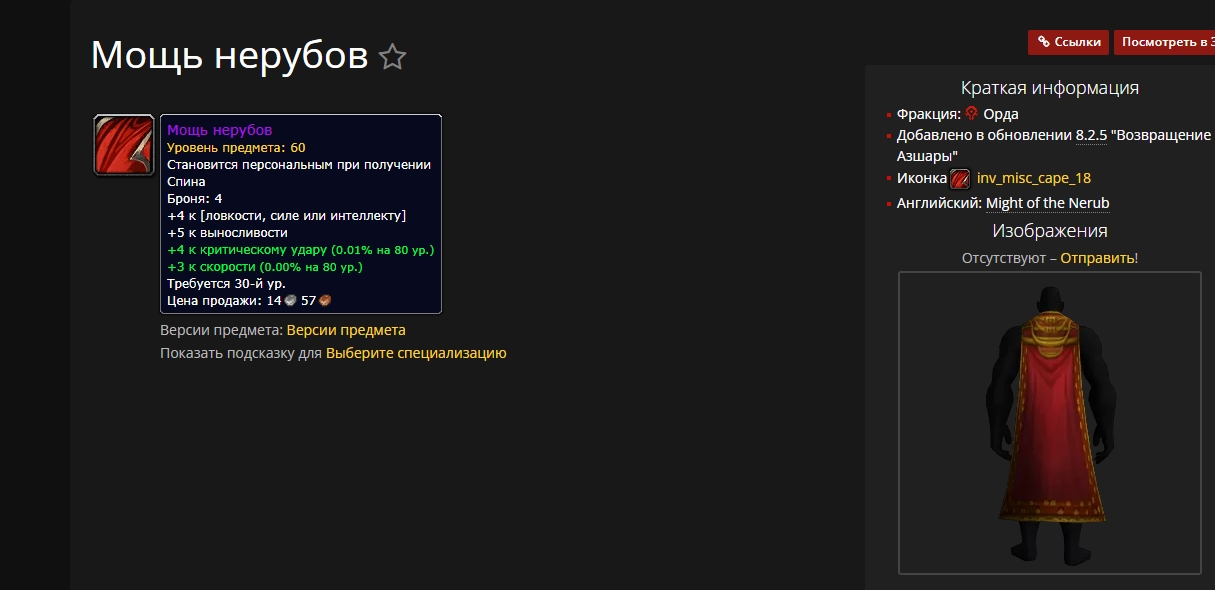 Мощь нерубов
Ссылки
Посмотреть в
Мощь нерубов
Уровень предмета: 60
Становится персональным при получении
Спина
Броня: 4
+4 к [ловкости, силе или интеллекту]
+5 к выносливости
+4 к критическому удару (0.01% на 80 ур.)
+3 к скорости (0.00% на 80 ур.)
Требуется 30-й ур.
Цена продажи: 14 57
Версии предмета: Версии предмета
Показать подсказку для Выберите специализацию
Краткая информация
Фракция: Орда
Добавлено в обновлении 8.2.5 "Возвращение
Азшары"
Иконка inv_misc_cape_18
Английский: Might of the Nerub
Изображения
Отсутствуют – Отправить!